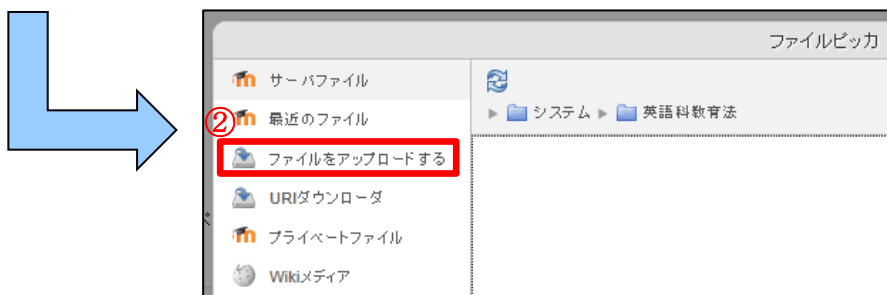 ファイルピッカ
サーバファイル
② 最近のファイル
▶ システム ▶ 英語科教育法
ファイルをアップロードする
URIダウンローダ
プライベートファイル
Wikiメディア